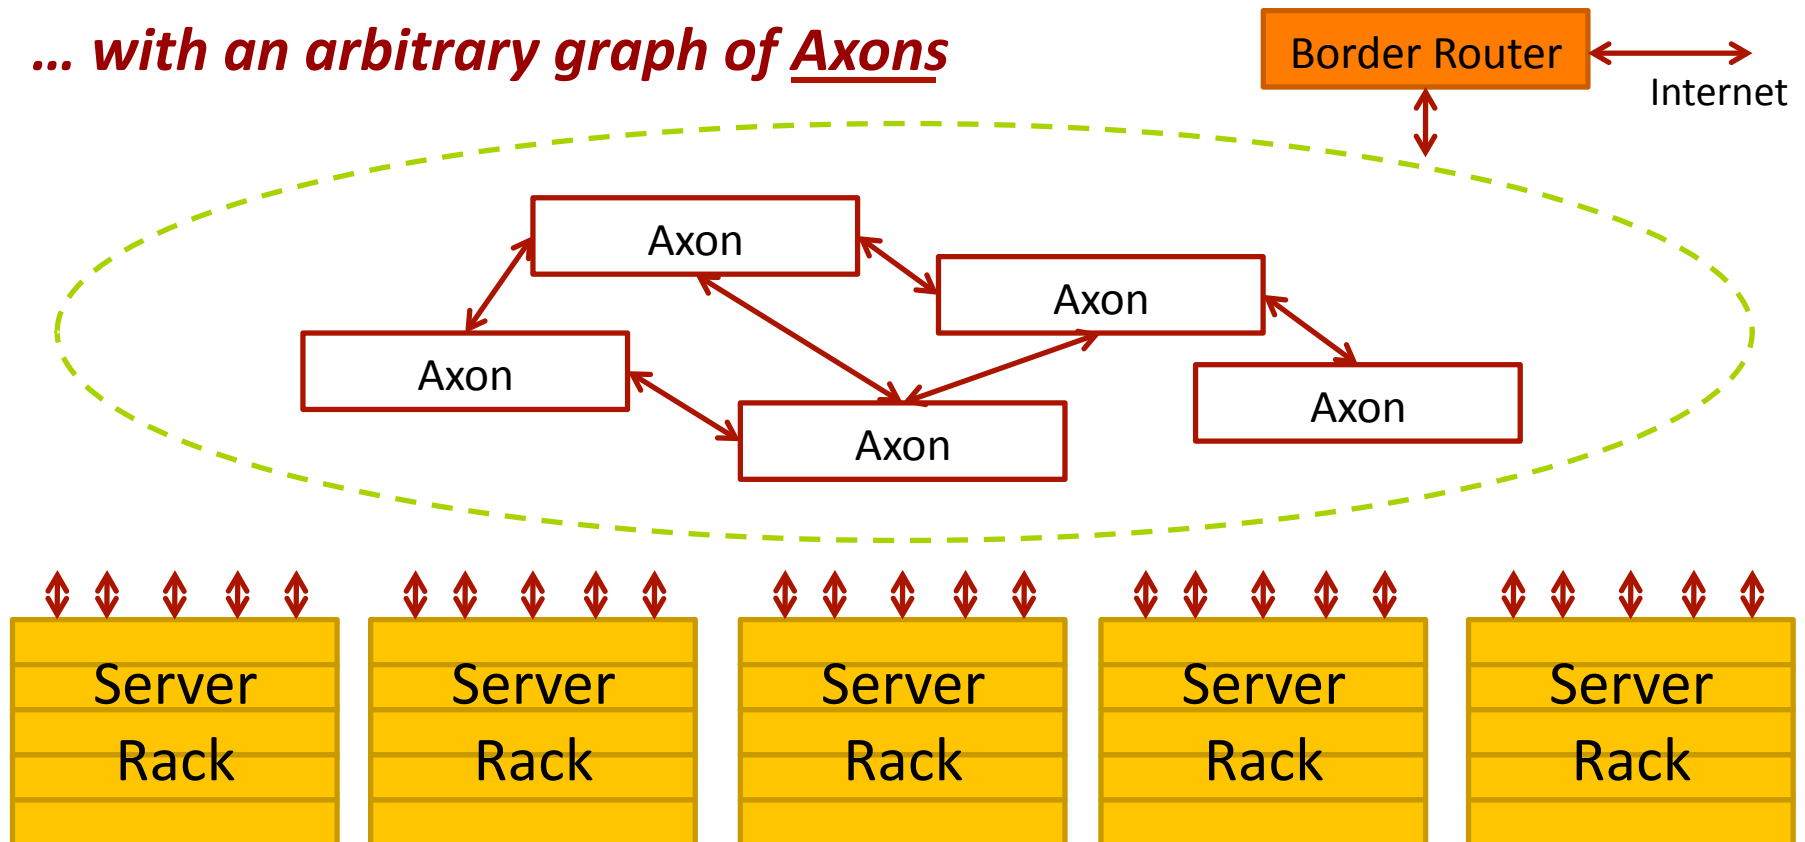 ... with an arbitrary graph of Axons
Border Router
Internet
Axon
Axon
Axon
Axon
Axon
Server
Rack
Server
Rack
Server
Rack
Server
Rack
Server
Rack